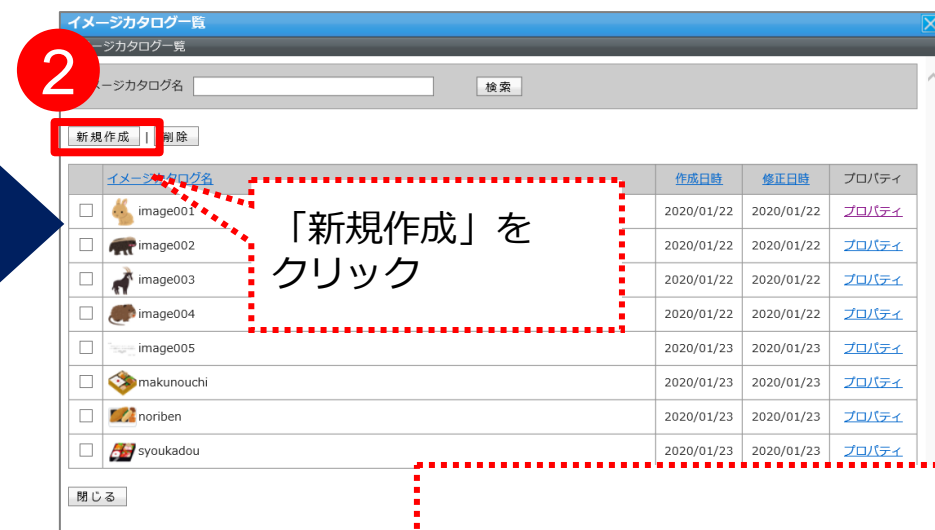 イメージカタログ一覧
ージカタログ一覧
2
ージカタログ名 検索
新規作成 | 削除
イメージカタログ名 作成日時 修正日時 プロパティ
image001 2020/01/22 2020/01/22 プロパティ
image002 2020/01/22 2020/01/22 プロパティ
image003 2020/01/22 2020/01/22 プロパティ
image004 2020/01/22 2020/01/22 プロパティ
image005 2020/01/23 2020/01/23 プロパティ
makunouchi 2020/01/23 2020/01/23 プロパティ
noriben 2020/01/23 2020/01/23 プロパティ
syoukadou 2020/01/23 2020/01/23 プロパティ
「新規作成」を
クリック
閉じる